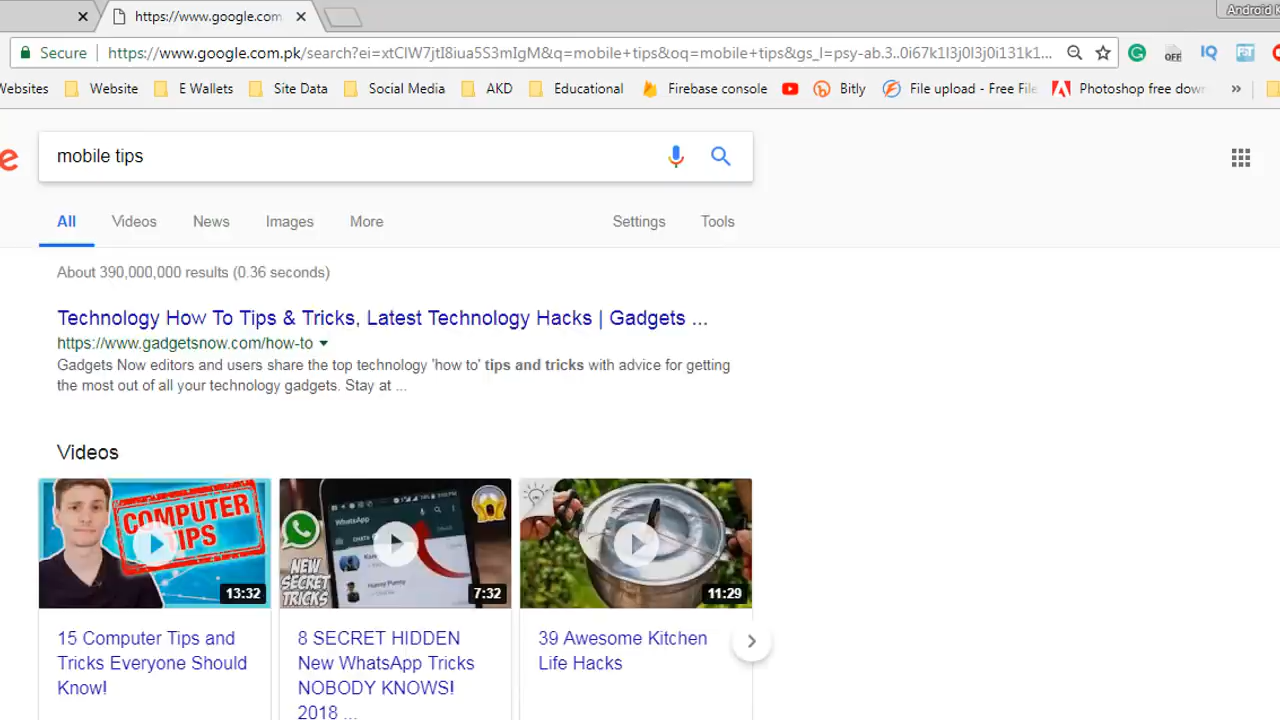 https://www.google.com
Android K
Secure https://www.google.com.pk/search?ei=xtClW7jtI8iua5S3mIgM&q=mobile+tips&oq=mobile+tips&gs_l=psy-ab.3..0i67k1l3j0l3j0i131k1...
OFF
IQ
Websites Website E Wallets Site Data Social Media AKD Educational Firebase console Bitly File upload - Free File Photoshop free down »
e
mobile tips
All Videos News Images More Settings Tools
About 390,000,000 results (0.36 seconds)
Technology How To Tips & Tricks, Latest Technology Hacks | Gadgets ...
https://www.gadgetsnow.com/how-to
Gadgets Now editors and users share the top technology 'how to' tips and tricks with advice for getting
the most out of all your technology gadgets. Stay at ...
Videos
COMPUTER
TIPS
13:32
WhatsApp
CHATS
NEW
SECRET
TRICKS
7:32
11:29
15 Computer Tips and
Tricks Everyone Should
Know!
8 SECRET HIDDEN
New WhatsApp Tricks
NOBODY KNOWS!
2018 ...
39 Awesome Kitchen
Life Hacks